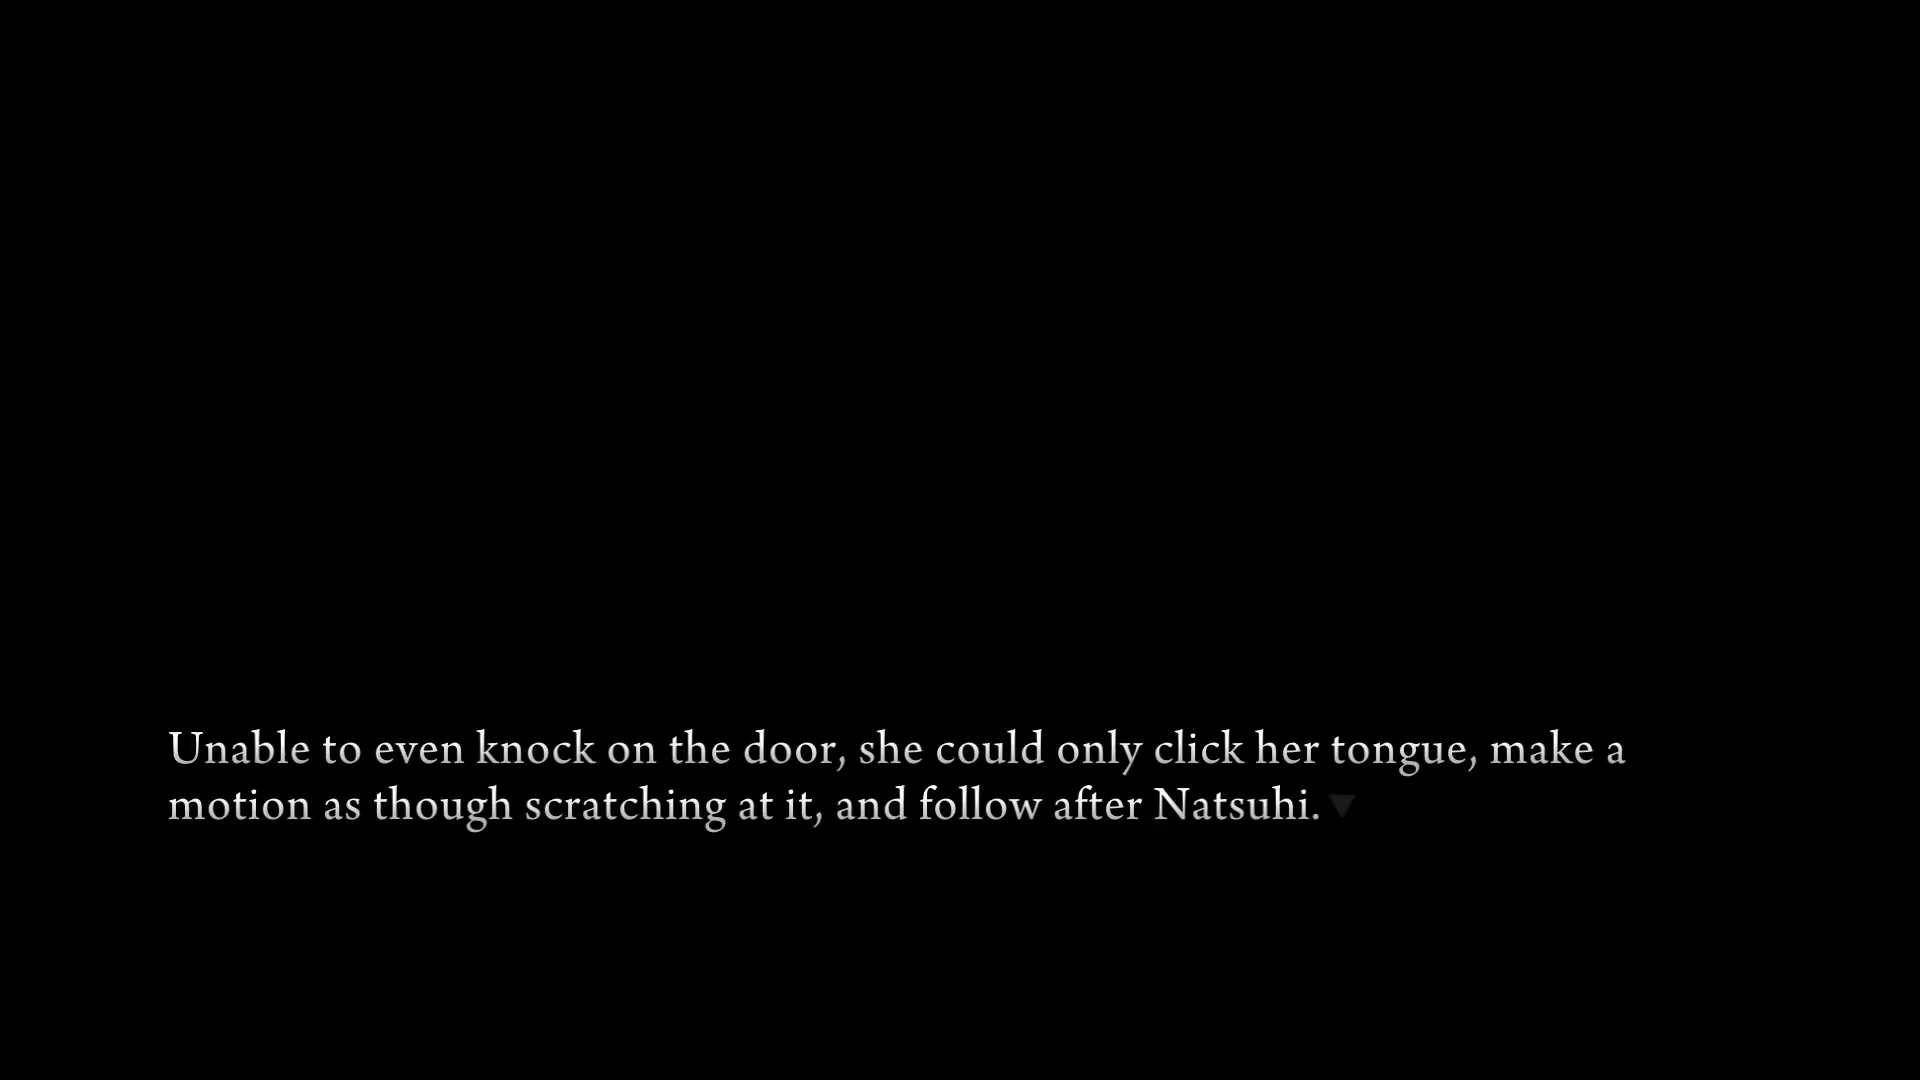 Unable to even knock on the door, she could only click her tongue, make a
motion as though scratching at it, and follow after Natsuhi.